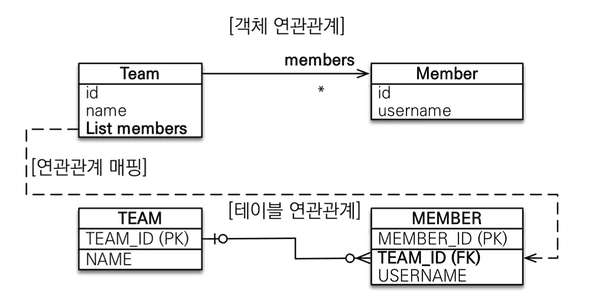 [객체 연관관계]
members
Team
Member
*
id
name
List members
id
username
[연관관계 매핑]
[테이블 연관관계]
TEAM
TEAM_ID (PK)
NAME
MEMBER
MEMBER_ID (PK)
TEAM_ID (FK)
USERNAME